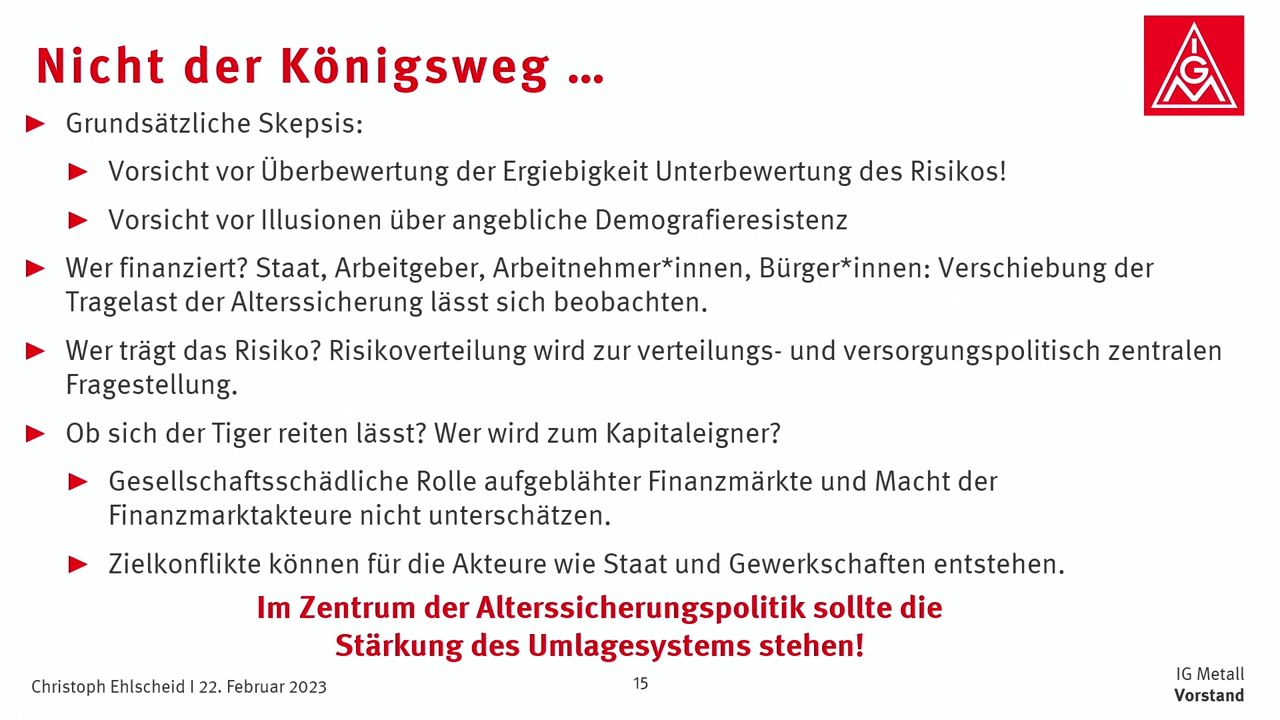 Nicht der Königsweg …
IGM
► Grundsätzliche Skepsis:
► Vorsicht vor Überbewertung der Ergiebigkeit Unterbewertung des Risikos!
► Vorsicht vor Illusionen über angebliche Demografieresistenz
► Wer finanziert? Staat, Arbeitgeber, Arbeitnehmer*innen, Bürger*innen: Verschiebung der
Tragelast der Alterssicherung lässt sich beobachten.
► Wer trägt das Risiko? Risikoverteilung wird zur verteilungs- und versorgungspolitisch zentralen
Fragestellung.
► Ob sich der Tiger reiten lässt? Wer wird zum Kapitaleigner?
► Gesellschaftsschädliche Rolle aufgeblähter Finanzmärkte und Macht der
Finanzmarktakteure nicht unterschätzen.
► Zielkonflikte können für die Akteure wie Staat und Gewerkschaften entstehen.
Im Zentrum der Alterssicherungspolitik sollte die
Stärkung des Umlagesystems stehen!
Christoph Ehlscheid I 22. Februar 2023
15
IG Metall
Vorstand